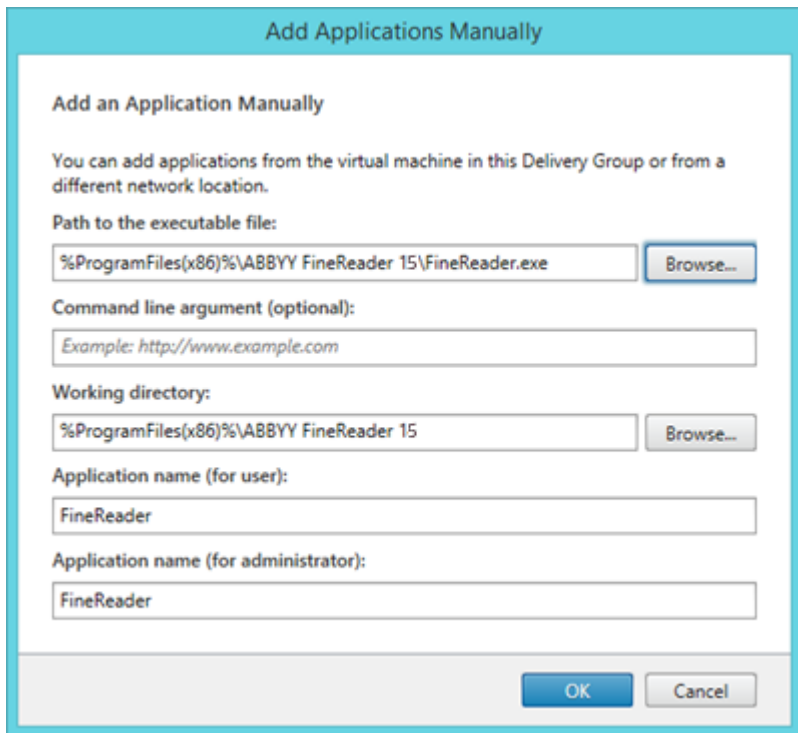 Add Applications Manually
Add an Application Manually
You can add applications from the virtual machine in this Delivery Group or from a
different network location.
Path to the executable file:
%ProgramFiles(x86)%\ABBYY FineReader 15\FineReader.exe
Browse...
Command line argument (optional):
Example: http://www.example.com
Working directory:
%ProgramFiles(x86)%\ABBYY FineReader 15
Browse...
Application name (for user):
FineReader
Application name (for administrator):
FineReader
OK
Cancel